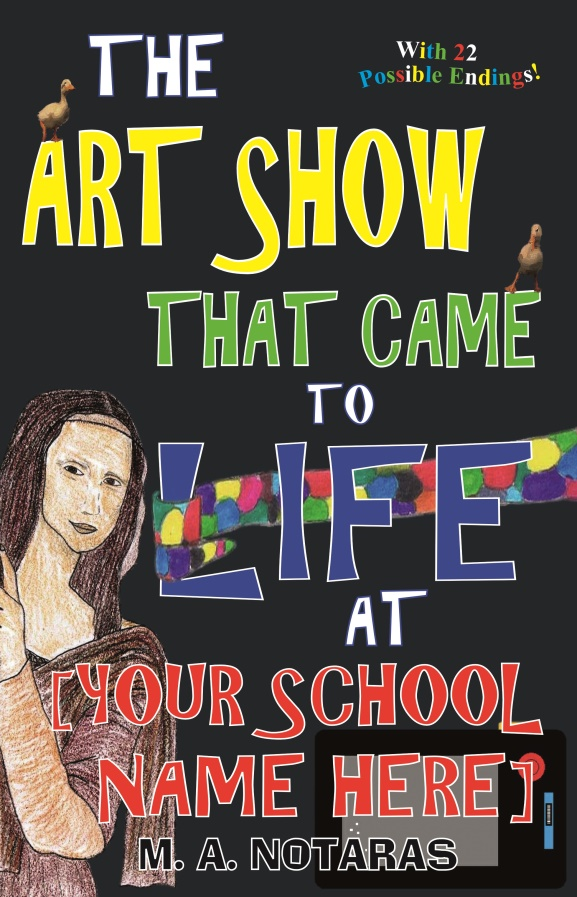 THE
With 22
Possible Endings!
ART SHOW
THAT CAME
TO
LIFE
AT
[YOUR SCHOOL
NAME HERE]
M. A. NOTARAS